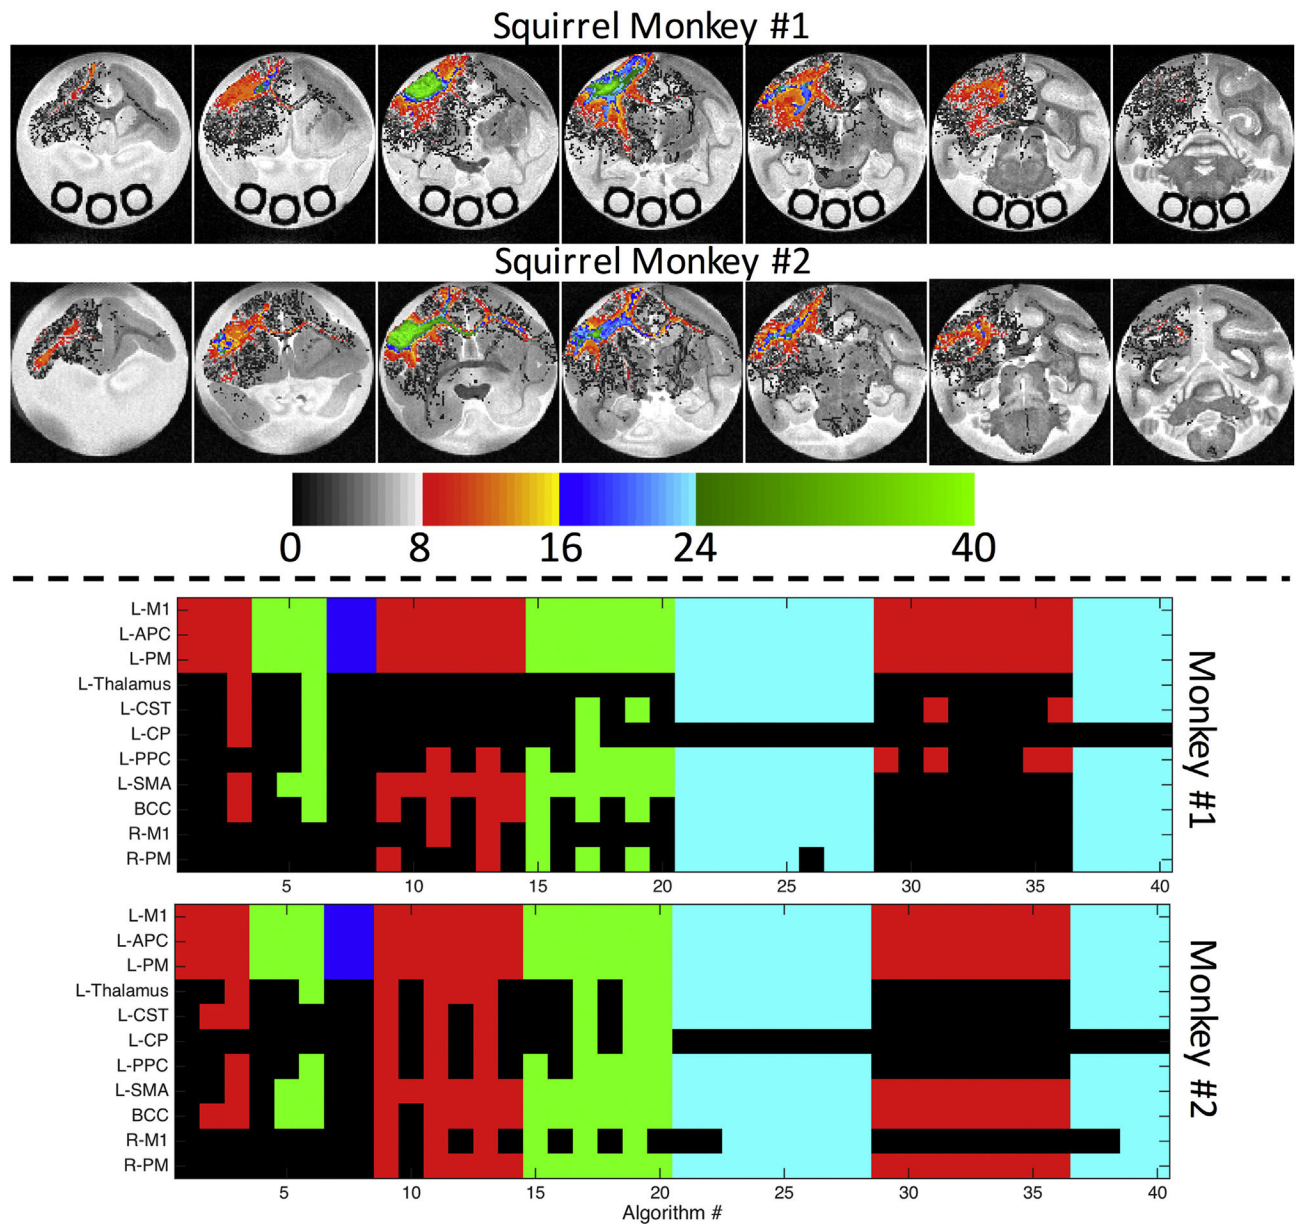 Squirrel Monkey #1
Squirrel Monkey #2
0 8 16 24 40
L-M1
L-APC
L-PM
L-Thalamus
L-CST
L-CP
L-PPC
L-SMA
BCC
R-M1
R-PM
5 10 15 20 25 30 35 40
Monkey #1
L-M1
L-APC
L-PM
L-Thalamus
L-CST
L-CP
L-PPC
L-SMA
BCC
R-M1
R-PM
5 10 15 20 25 30 35 40
Algorithm #
Monkey #2